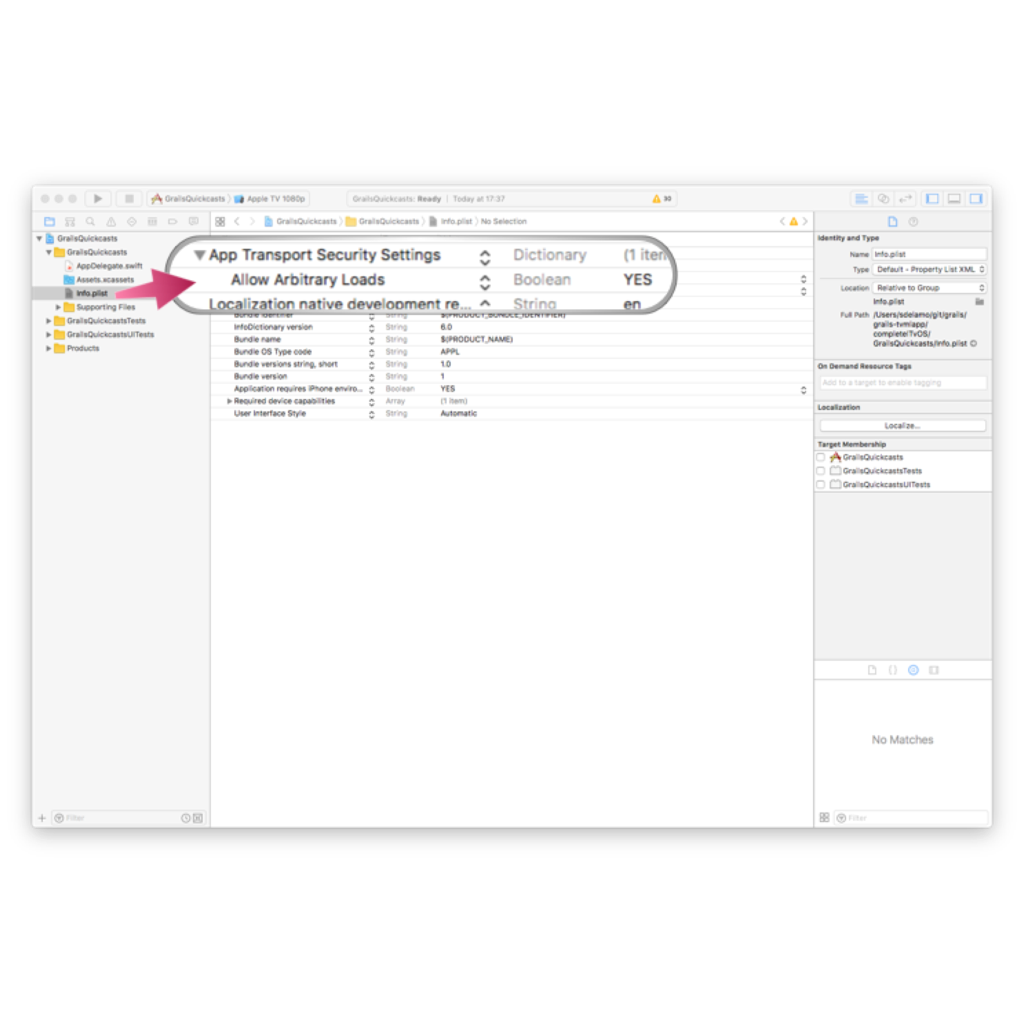 GrailsQuickcasts 〉 Apple TV 1080p
GrailsQuickcasts: Ready | Today at 17:37
30
GrailsQuickcasts 〉 GrailsQuickcasts 〉 Info.plist 〉 No Selection
GrailsQuickcasts
GrailsQuickcasts
AppDelegate.swift
Assets.xcassets
Info.plist
Supporting Files
GrailsQuickcastsTests
GrailsQuickcastsUITests
Products
Filter
App Transport Security Settings Dictionary (1 item
Allow Arbitrary Loads Boolean YES
Localization native development re... String en
Bundle identifier String $(PRODUCT_BUNDLE_IDENTIFIER)
InfoDictionary version String 6.0
Bundle name String $(PRODUCT_NAME)
Bundle OS Type code String APPL
Bundle versions string, short String 1.0
Bundle version String 1
Application requires iPhone enviro... Boolean YES
Required device capabilities Array (1 item)
User Interface Style String Automatic
Identity and Type
Name Info.plist
Type Default - Property List XML
Location Relative to Group
Info.plist
Full Path /Users/sdelamo/git/grails/
grails-tvmlapp/
complete/TvOS/
GrailsQuickcasts/Info.plist
On Demand Resource Tags
Add to a target to enable tagging
Localization
Localize...
Target Membership
GrailsQuickcasts
GrailsQuickcastsTests
GrailsQuickcastsUITests
No Matches
Filter